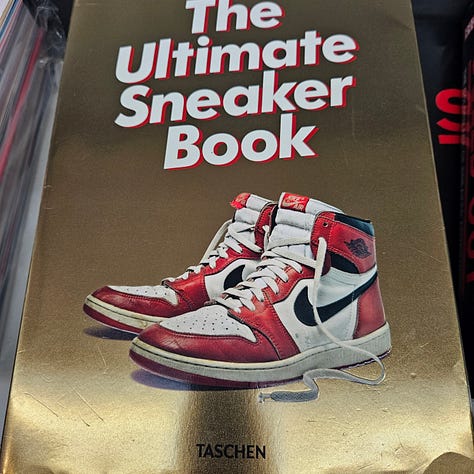 The
Ultimate
Sneaker
Book
TASCHEN